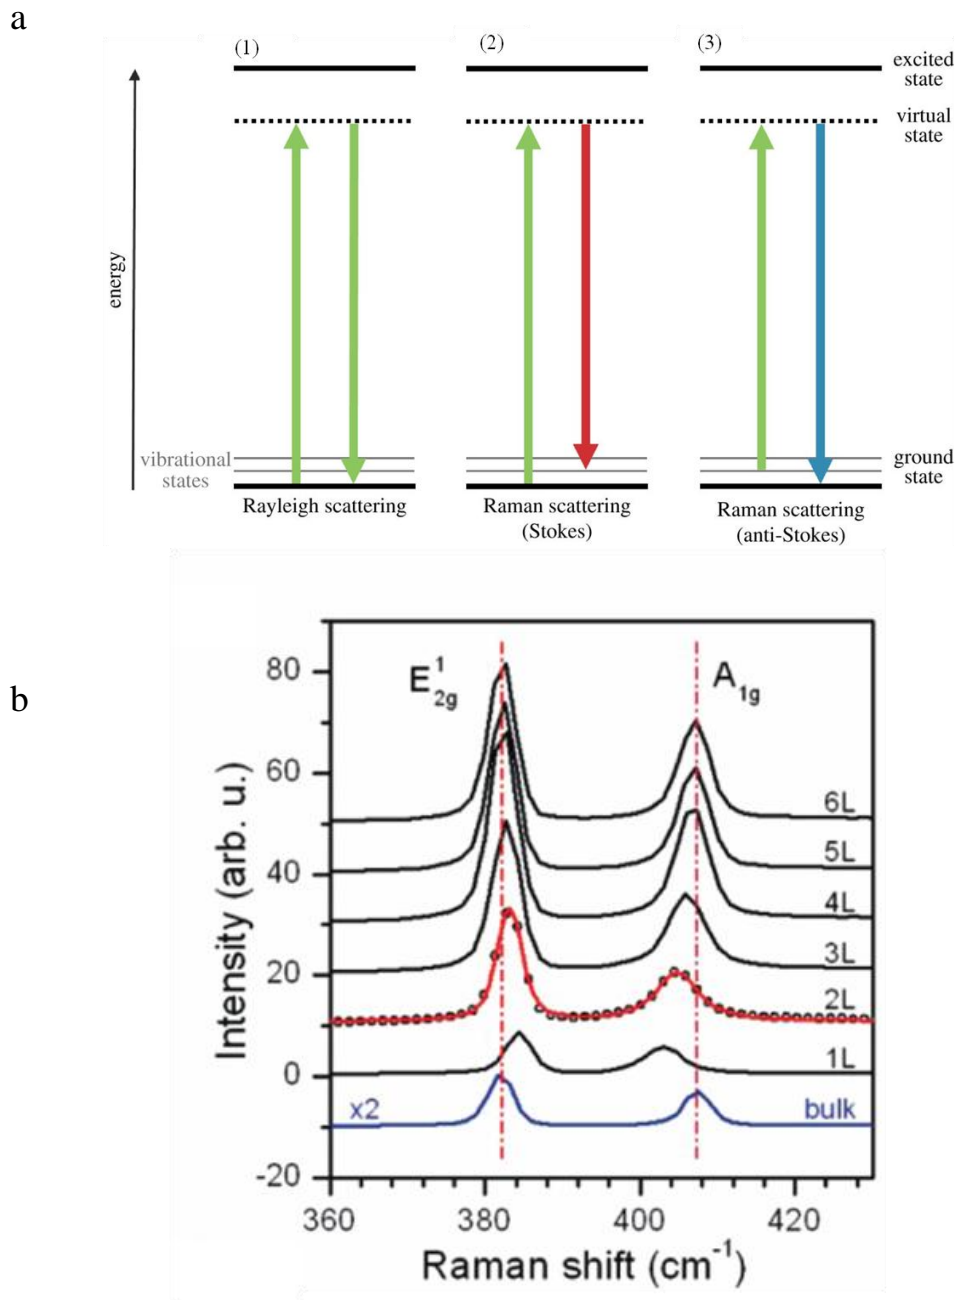 a
(1)
(2)
(3)
excited
state
virtual
state
energy
vibrational
states
ground
state
Rayleigh scattering
Raman scattering
(Stokes)
Raman scattering
(anti-Stokes)
b
E¹₂g
A₁g
80
60
40
20
0
-20
Intensity (arb. u.)
6L
5L
4L
3L
2L
1L
x2
bulk
360
380
400
420
Raman shift (cm⁻¹)